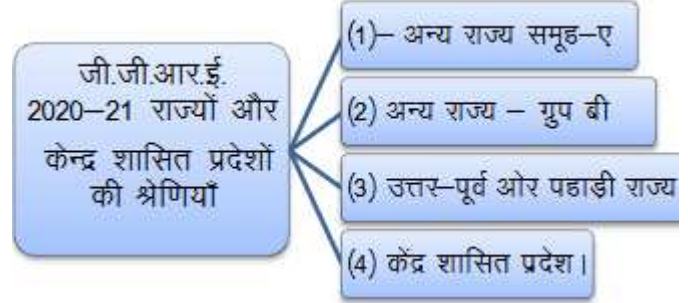 जी.जी.आर.ई.
2020–21 राज्यों और
केन्द्र शासित प्रदेशों
की श्रेणियाँ
(1)– अन्य राज्य समूह–ए
(2) अन्य राज्य – ग्रुप बी
(3) उत्तर–पूर्व ओर पहाड़ी राज्य
(4) केंद्र शासित प्रदेश।